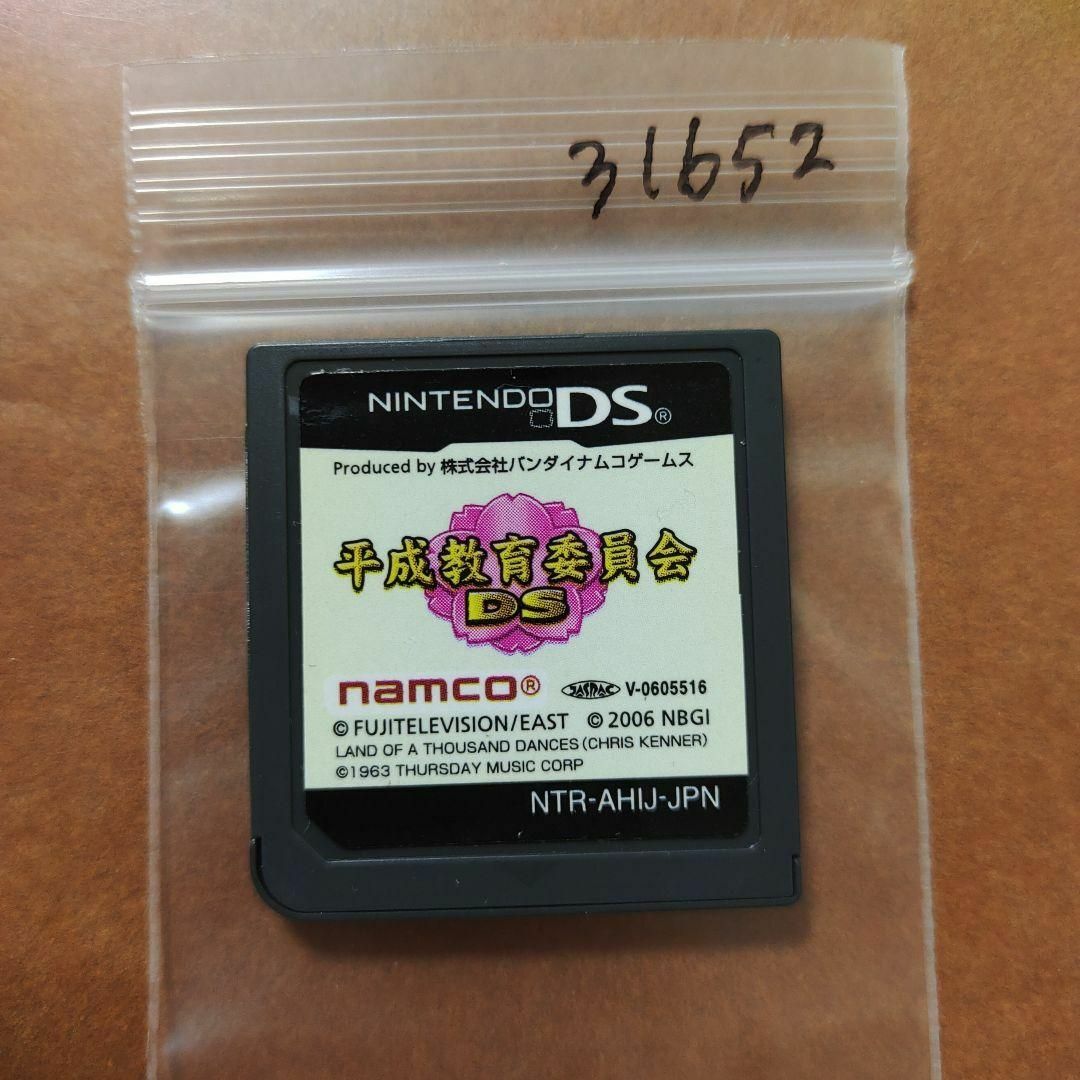 31652
NINTENDO DS®
Produced by 株式会社バンダイナムコゲームス
平成教育委員会
DS
namco® JASRAC V-0605516
© FUJITELEVISION/EAST © 2006 NBGI
LAND OF A THOUSAND DANCES (CHRIS KENNER)
©1963 THURSDAY MUSIC CORP
NTR-AHIJ-JPN